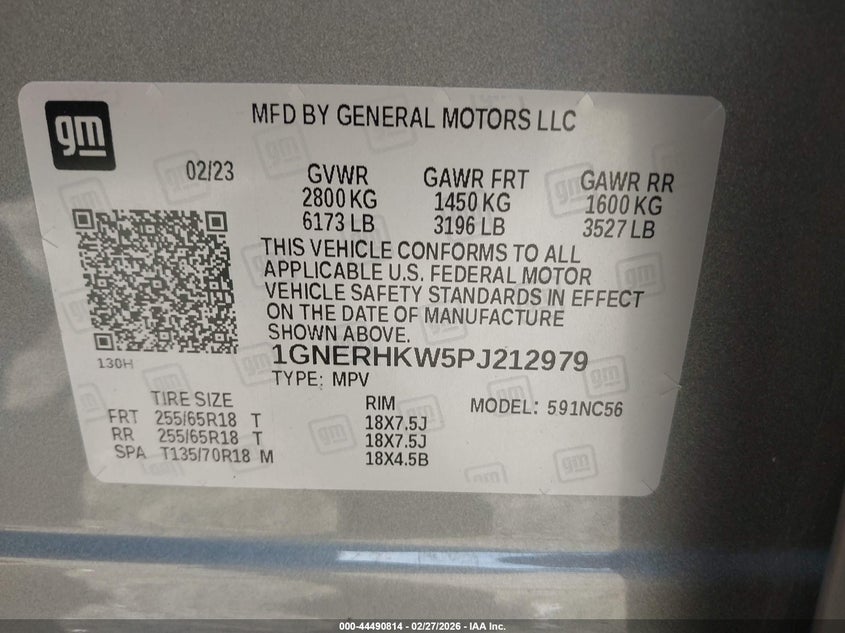 gm
MFD BY GENERAL MOTORS LLC
02/23
GVWR
2800 KG
6173 LB
GAWR FRT
1450 KG
3196 LB
GAWR RR
1600 KG
3527 LB
THIS VEHICLE CONFORMS TO ALL
APPLICABLE U.S. FEDERAL MOTOR
VEHICLE SAFETY STANDARDS IN EFFECT
ON THE DATE OF MANUFACTURE
SHOWN ABOVE.
130H
1GNERHKW5PJ212979
TYPE: MPV
TIRE SIZE
FRT 255/65R18 T
RR 255/65R18 T
SPA T135/70R18 M
RIM
18X7.5J
18X7.5J
18X4.5B
MODEL: 591NC56
000-44490814 - 02/27/2026 - IAA Inc.